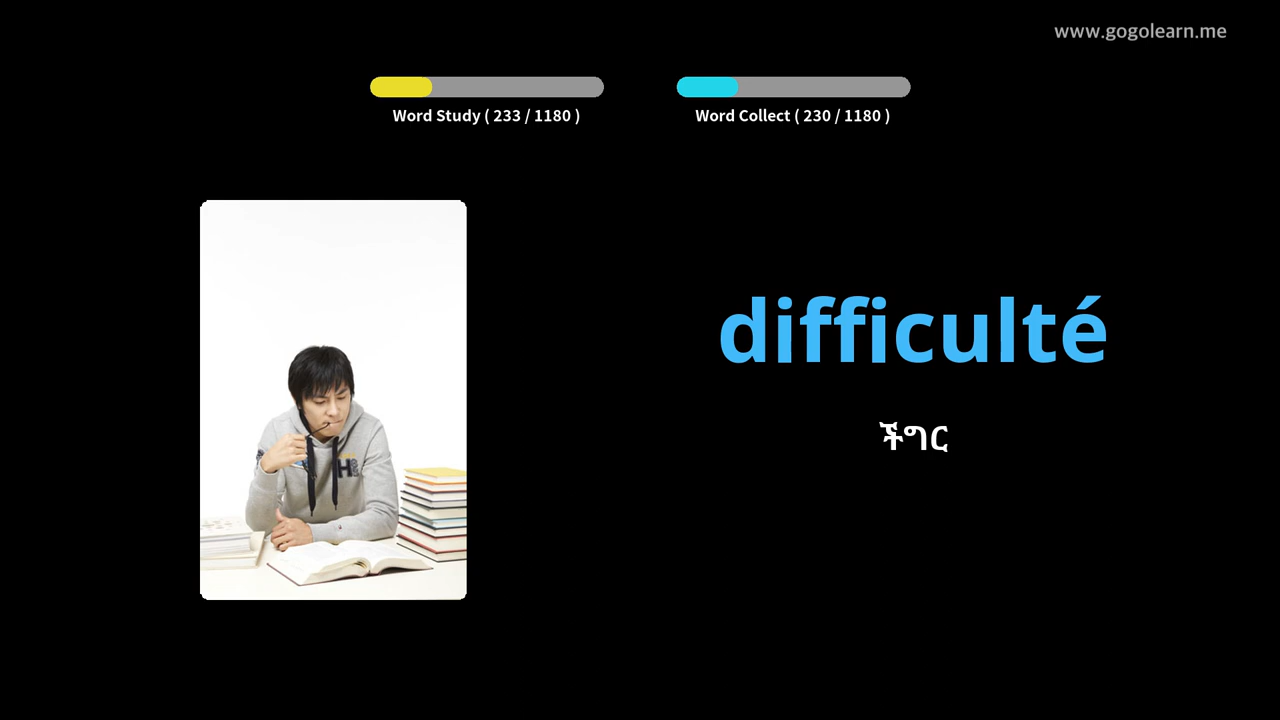 www.gogolearn.me
Word Study ( 233 / 1180 )
Word Collect ( 230 / 1180 )
difficulté
ችግር
H